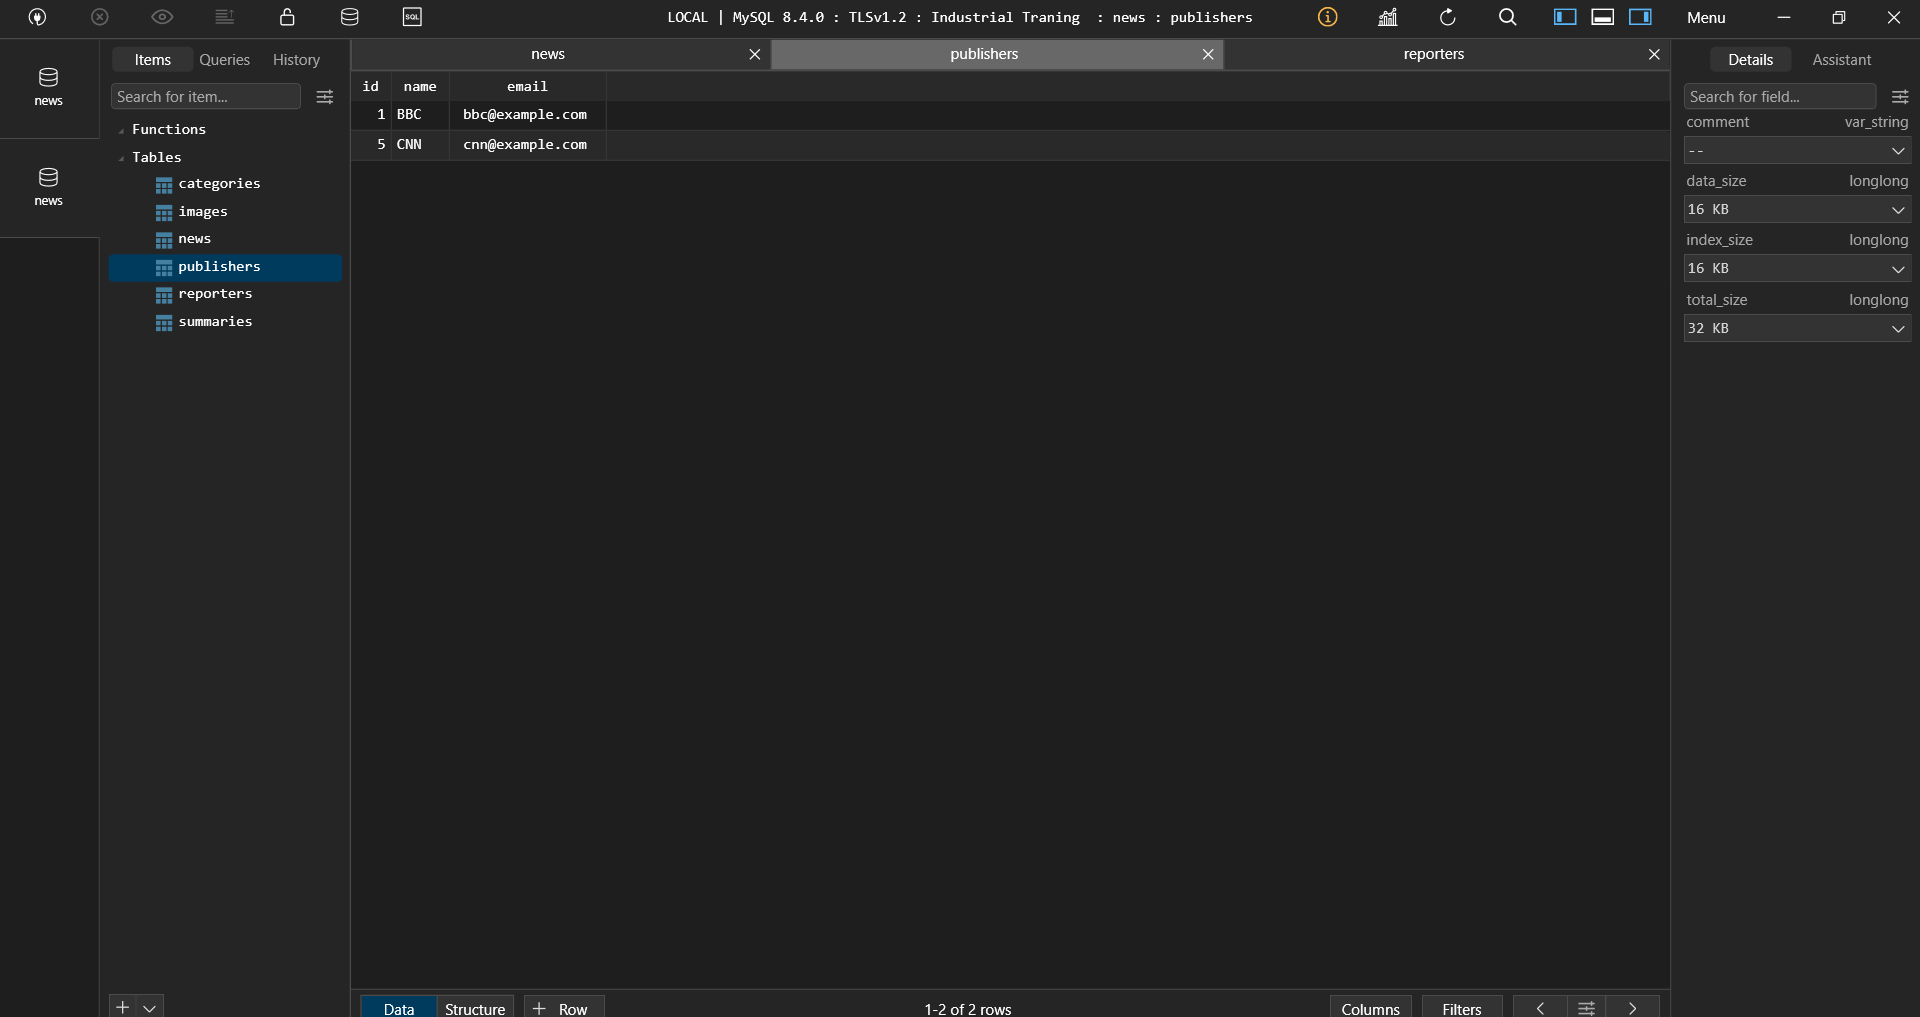 SQL
LOCAL | MySQL 8.4.0 : TLSv1.2 : Industrial Traning : news : publishers
Menu
news
news
Items Queries History
Search for item...
Functions
Tables
categories
images
news
publishers
reporters
summaries
news publishers reporters
id name email
1 BBC bbc@example.com
5 CNN cnn@example.com
Data Structure Row
1-2 of 2 rows
Columns Filters
Details Assistant
Search for field...
comment var_string
--
data_size longlong
16 KB
index_size longlong
16 KB
total_size longlong
32 KB